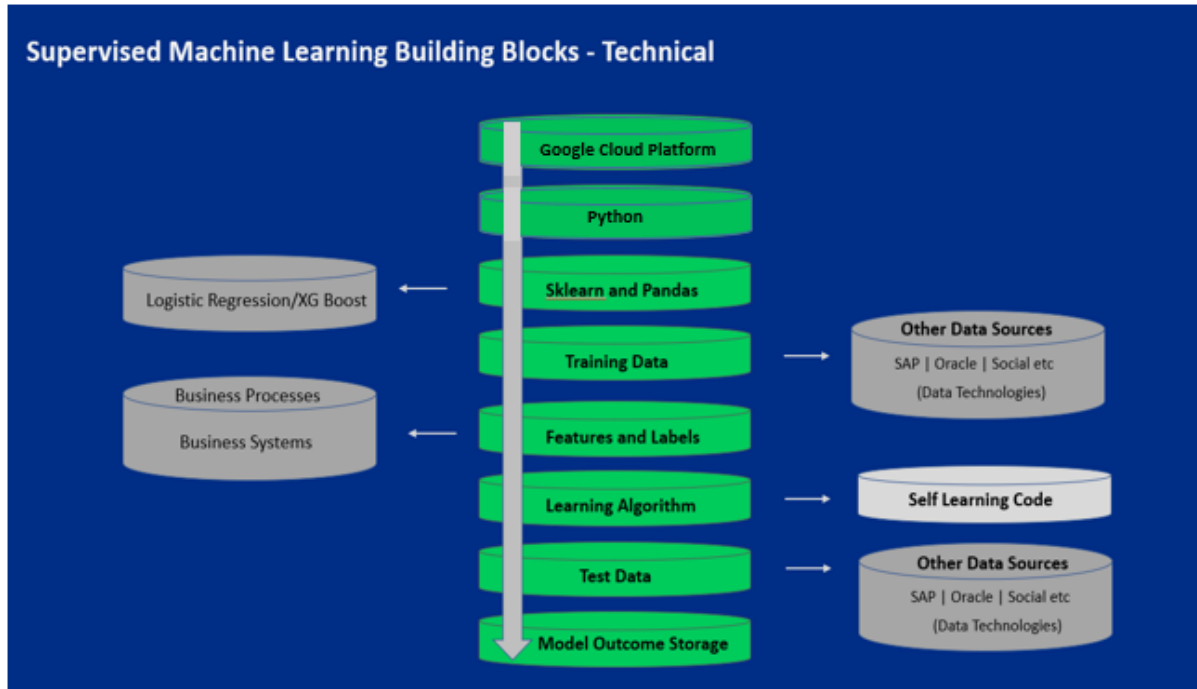 Supervised Machine Learning Building Blocks - Technical
Google Cloud Platform
Python
Sklearn and Pandas
Logistic Regression/XG Boost
Training Data
Other Data Sources
SAP | Oracle | Social etc
(Data Technologies)
Business Processes
Business Systems
Features and Labels
Learning Algorithm
Self Learning Code
Test Data
Other Data Sources
SAP | Oracle | Social etc
(Data Technologies)
Model Outcome Storage